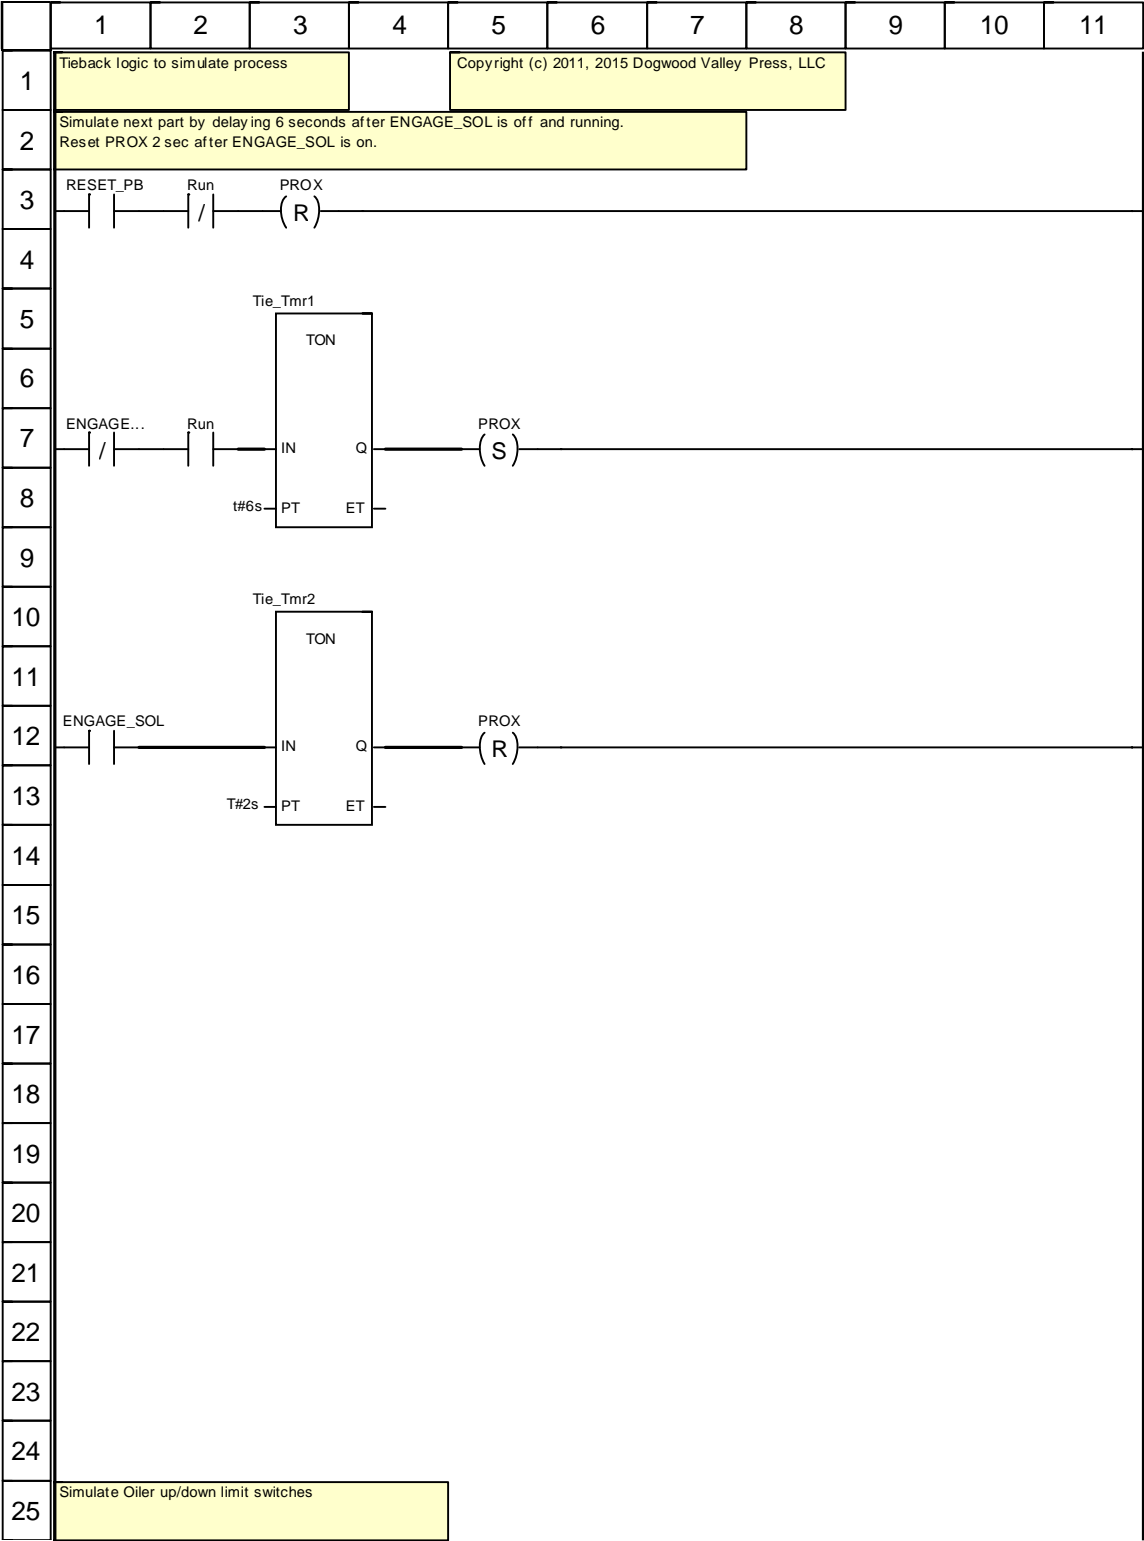 1 2 3 4 5 6 7 8 9 10 11
1
Tieback logic to simulate process
Copyright (c) 2011, 2015 Dogwood Valley Press, LLC
2
Simulate next part by delaying 6 seconds after ENGAGE_SOL is off and running.
Reset PROX 2 sec after ENGAGE_SOL is on.
3
RESET_PB Run PROX
/ R
4
Tie_Tmr1
5
TON
6
7
ENGAGE... Run PROX
/ IN Q S
8
t#6s PT ET
9
Tie_Tmr2
10
TON
11
12
ENGAGE_SOL PROX
IN Q R
13
T#2s PT ET
14
15
16
17
18
19
20
21
22
23
24
25
Simulate Oiler up/down limit switches